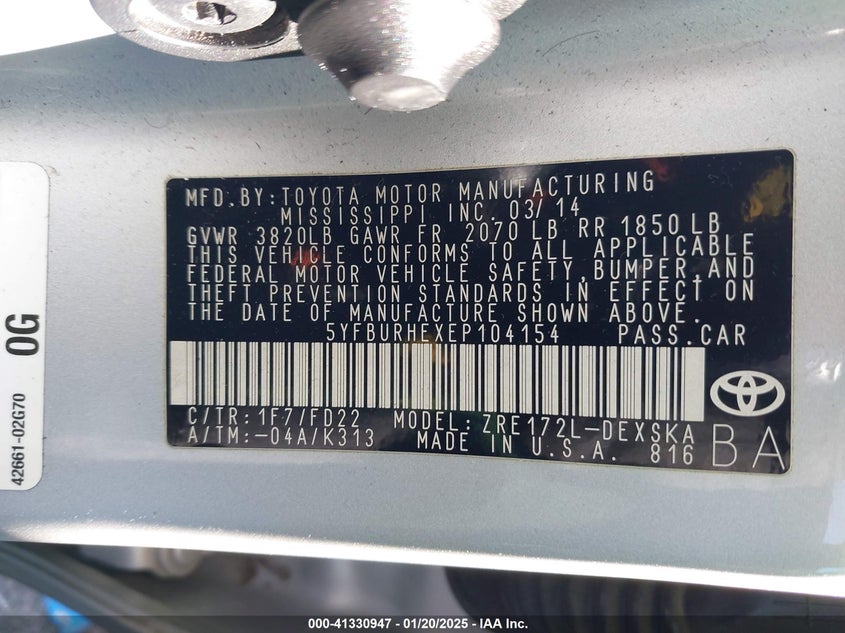 MFD. BY: TOYOTA MOTOR MANUFACTURING
MISSISSIPPI INC. 03/14
GVWR 3820LB GAWR FR 2070 LB RR 1850 LB
THIS VEHICLE CONFORMS TO ALL APPLICABLE
FEDERAL MOTOR VEHICLE SAFETY, BUMPER, AND
THEFT PREVENTION STANDARDS IN EFFECT ON
THE DATE OF MANUFACTURE SHOWN ABOVE.
5YFBURHEXEP104154 PASS. CAR
C/TR: 1F7/FD22 MODEL: ZRE172L-DEXSKA
A/TM: -04A/K313 MADE IN U.S.A. 816
BA
42661-02G70
0G
000-41330947 - 01/20/2025 - IAA Inc.